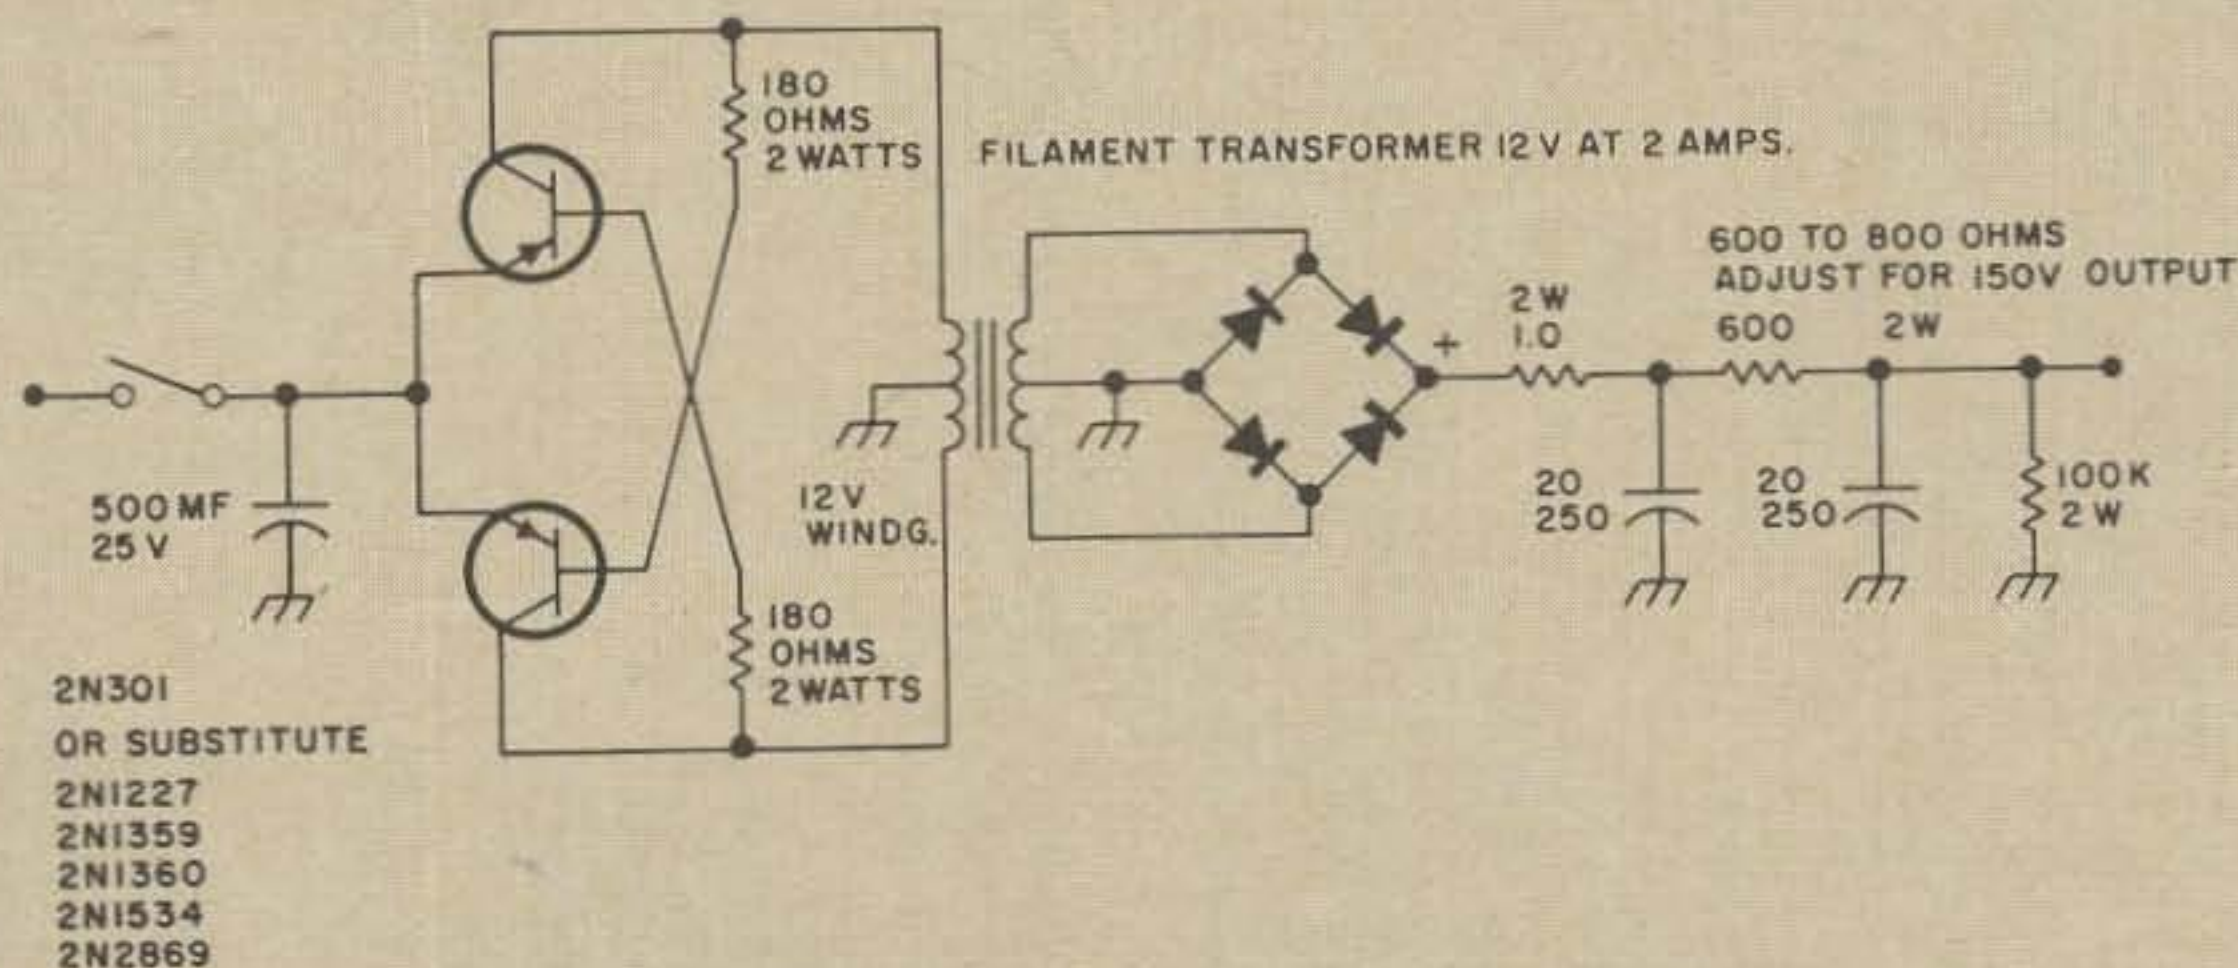 180
OHMS
2 WATTS
FILAMENT TRANSFORMER 12 V AT 2 AMPS.
600 TO 800 OHMS
ADJUST FOR 150V OUTPUT
2 W
1.0
600 2 W
+
500 MF
25 V
12 V
WINDG.
20
250
20
250
100 K
2 W
180
OHMS
2 WATTS
2N301
OR SUBSTITUTE
2N1227
2N1359
2N1360
2N1534
2N2869